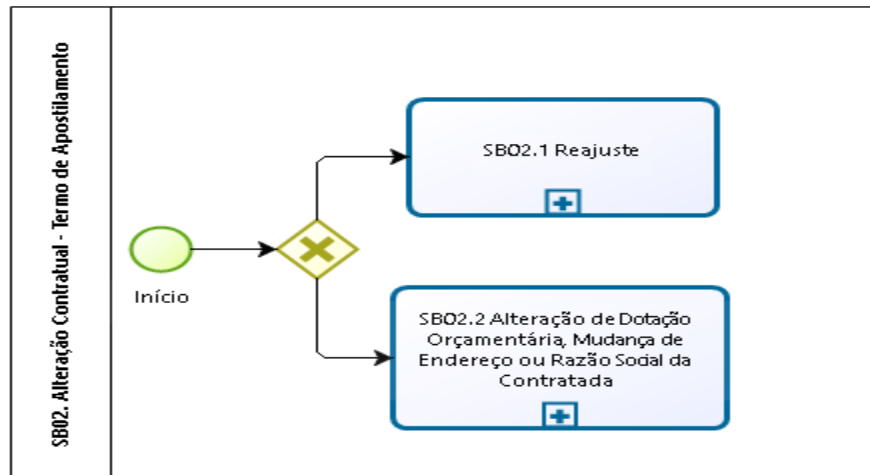 SB02. Alteração Contratual - Termo de Apostilamento
Início
SB02.1 Reajuste
SB02.2 Alteração de Dotação
Orçamentária, Mudança de
Endereço ou Razão Social da
Contratada